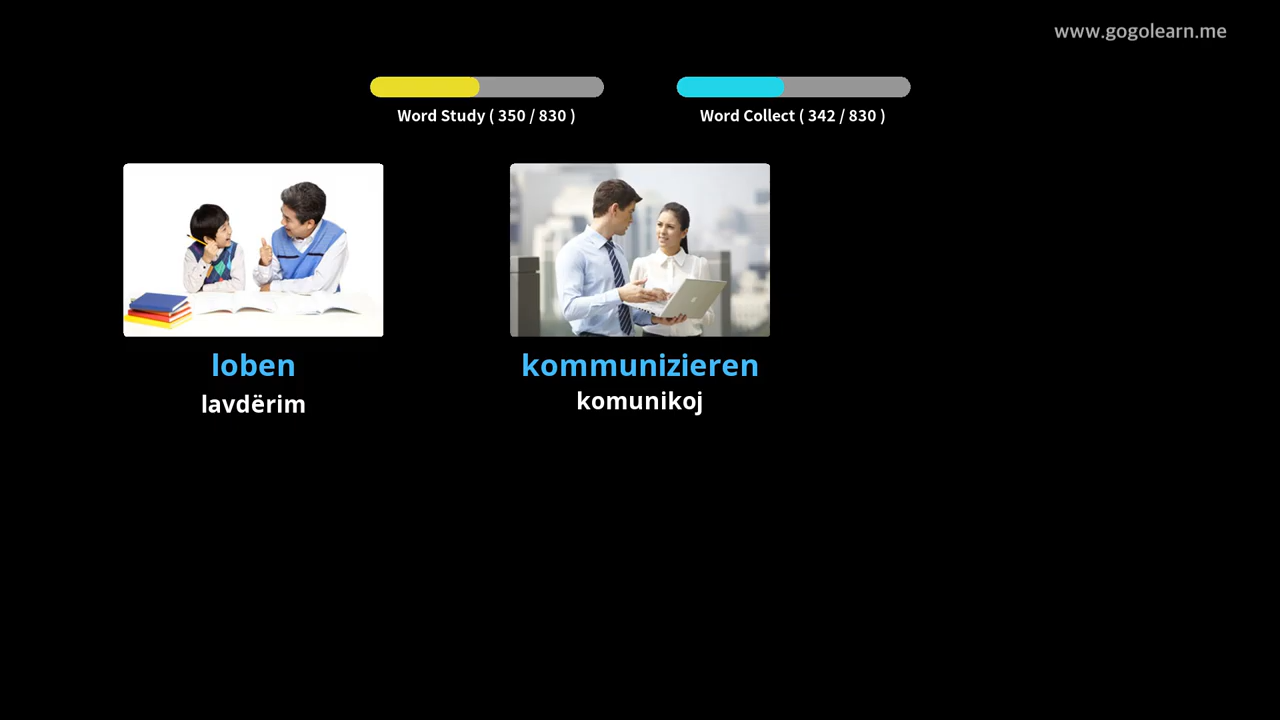 www.gogolearn.me
Word Study ( 350 / 830 )
Word Collect ( 342 / 830 )
loben
lavdërim
kommunizieren
komunikoj